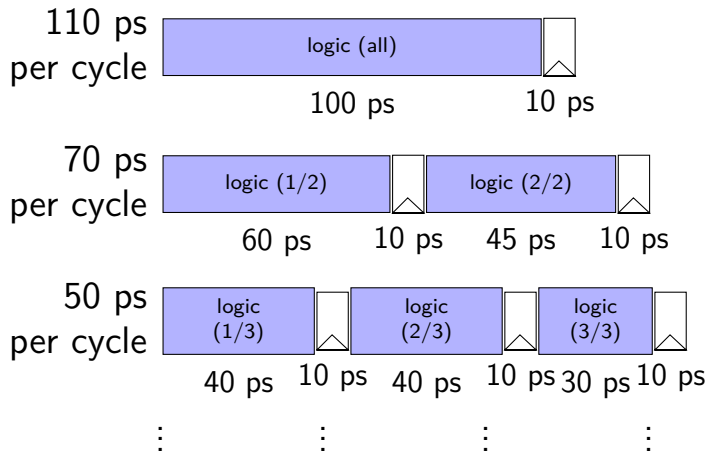 110 ps
per cycle
logic (all)
100 ps
10 ps
70 ps
per cycle
logic (1/2)
logic (2/2)
60 ps
10 ps
45 ps
10 ps
50 ps
per cycle
logic
(1/3)
logic
(2/3)
logic
(3/3)
40 ps
10 ps
40 ps
10 ps
30 ps
10 ps